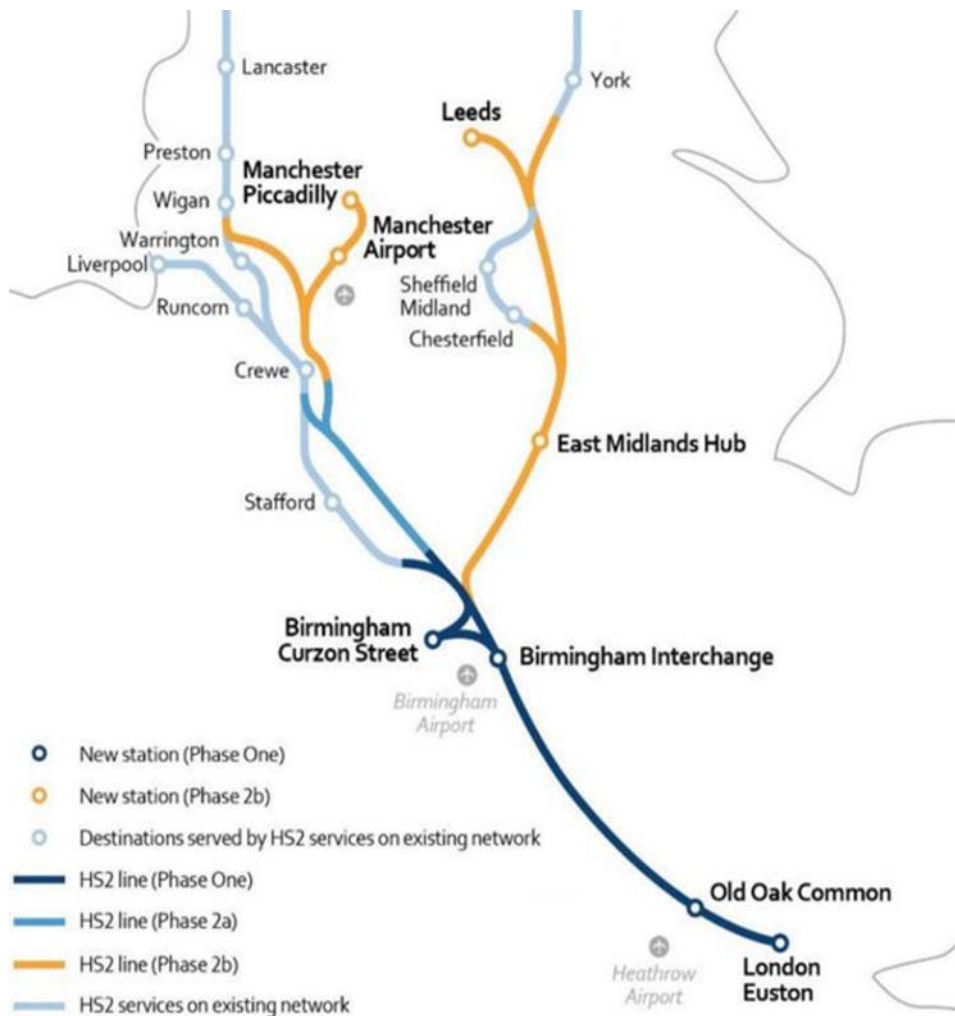 Lancaster
York
Leeds
Preston
Manchester
Piccadilly
Wigan
Manchester
Airport
Warrington
Liverpool
Sheffield
Midland
Runcorn
Chesterfield
Crewe
East Midlands Hub
Stafford
Birmingham
Curzon Street
Birmingham Interchange
Birmingham
Airport
New station (Phase One)
New station (Phase 2b)
Destinations served by HS2 services on existing network
HS2 line (Phase One)
HS2 line (Phase 2a)
HS2 line (Phase 2b)
HS2 services on existing network
Old Oak Common
Heathrow
Airport
London
Euston